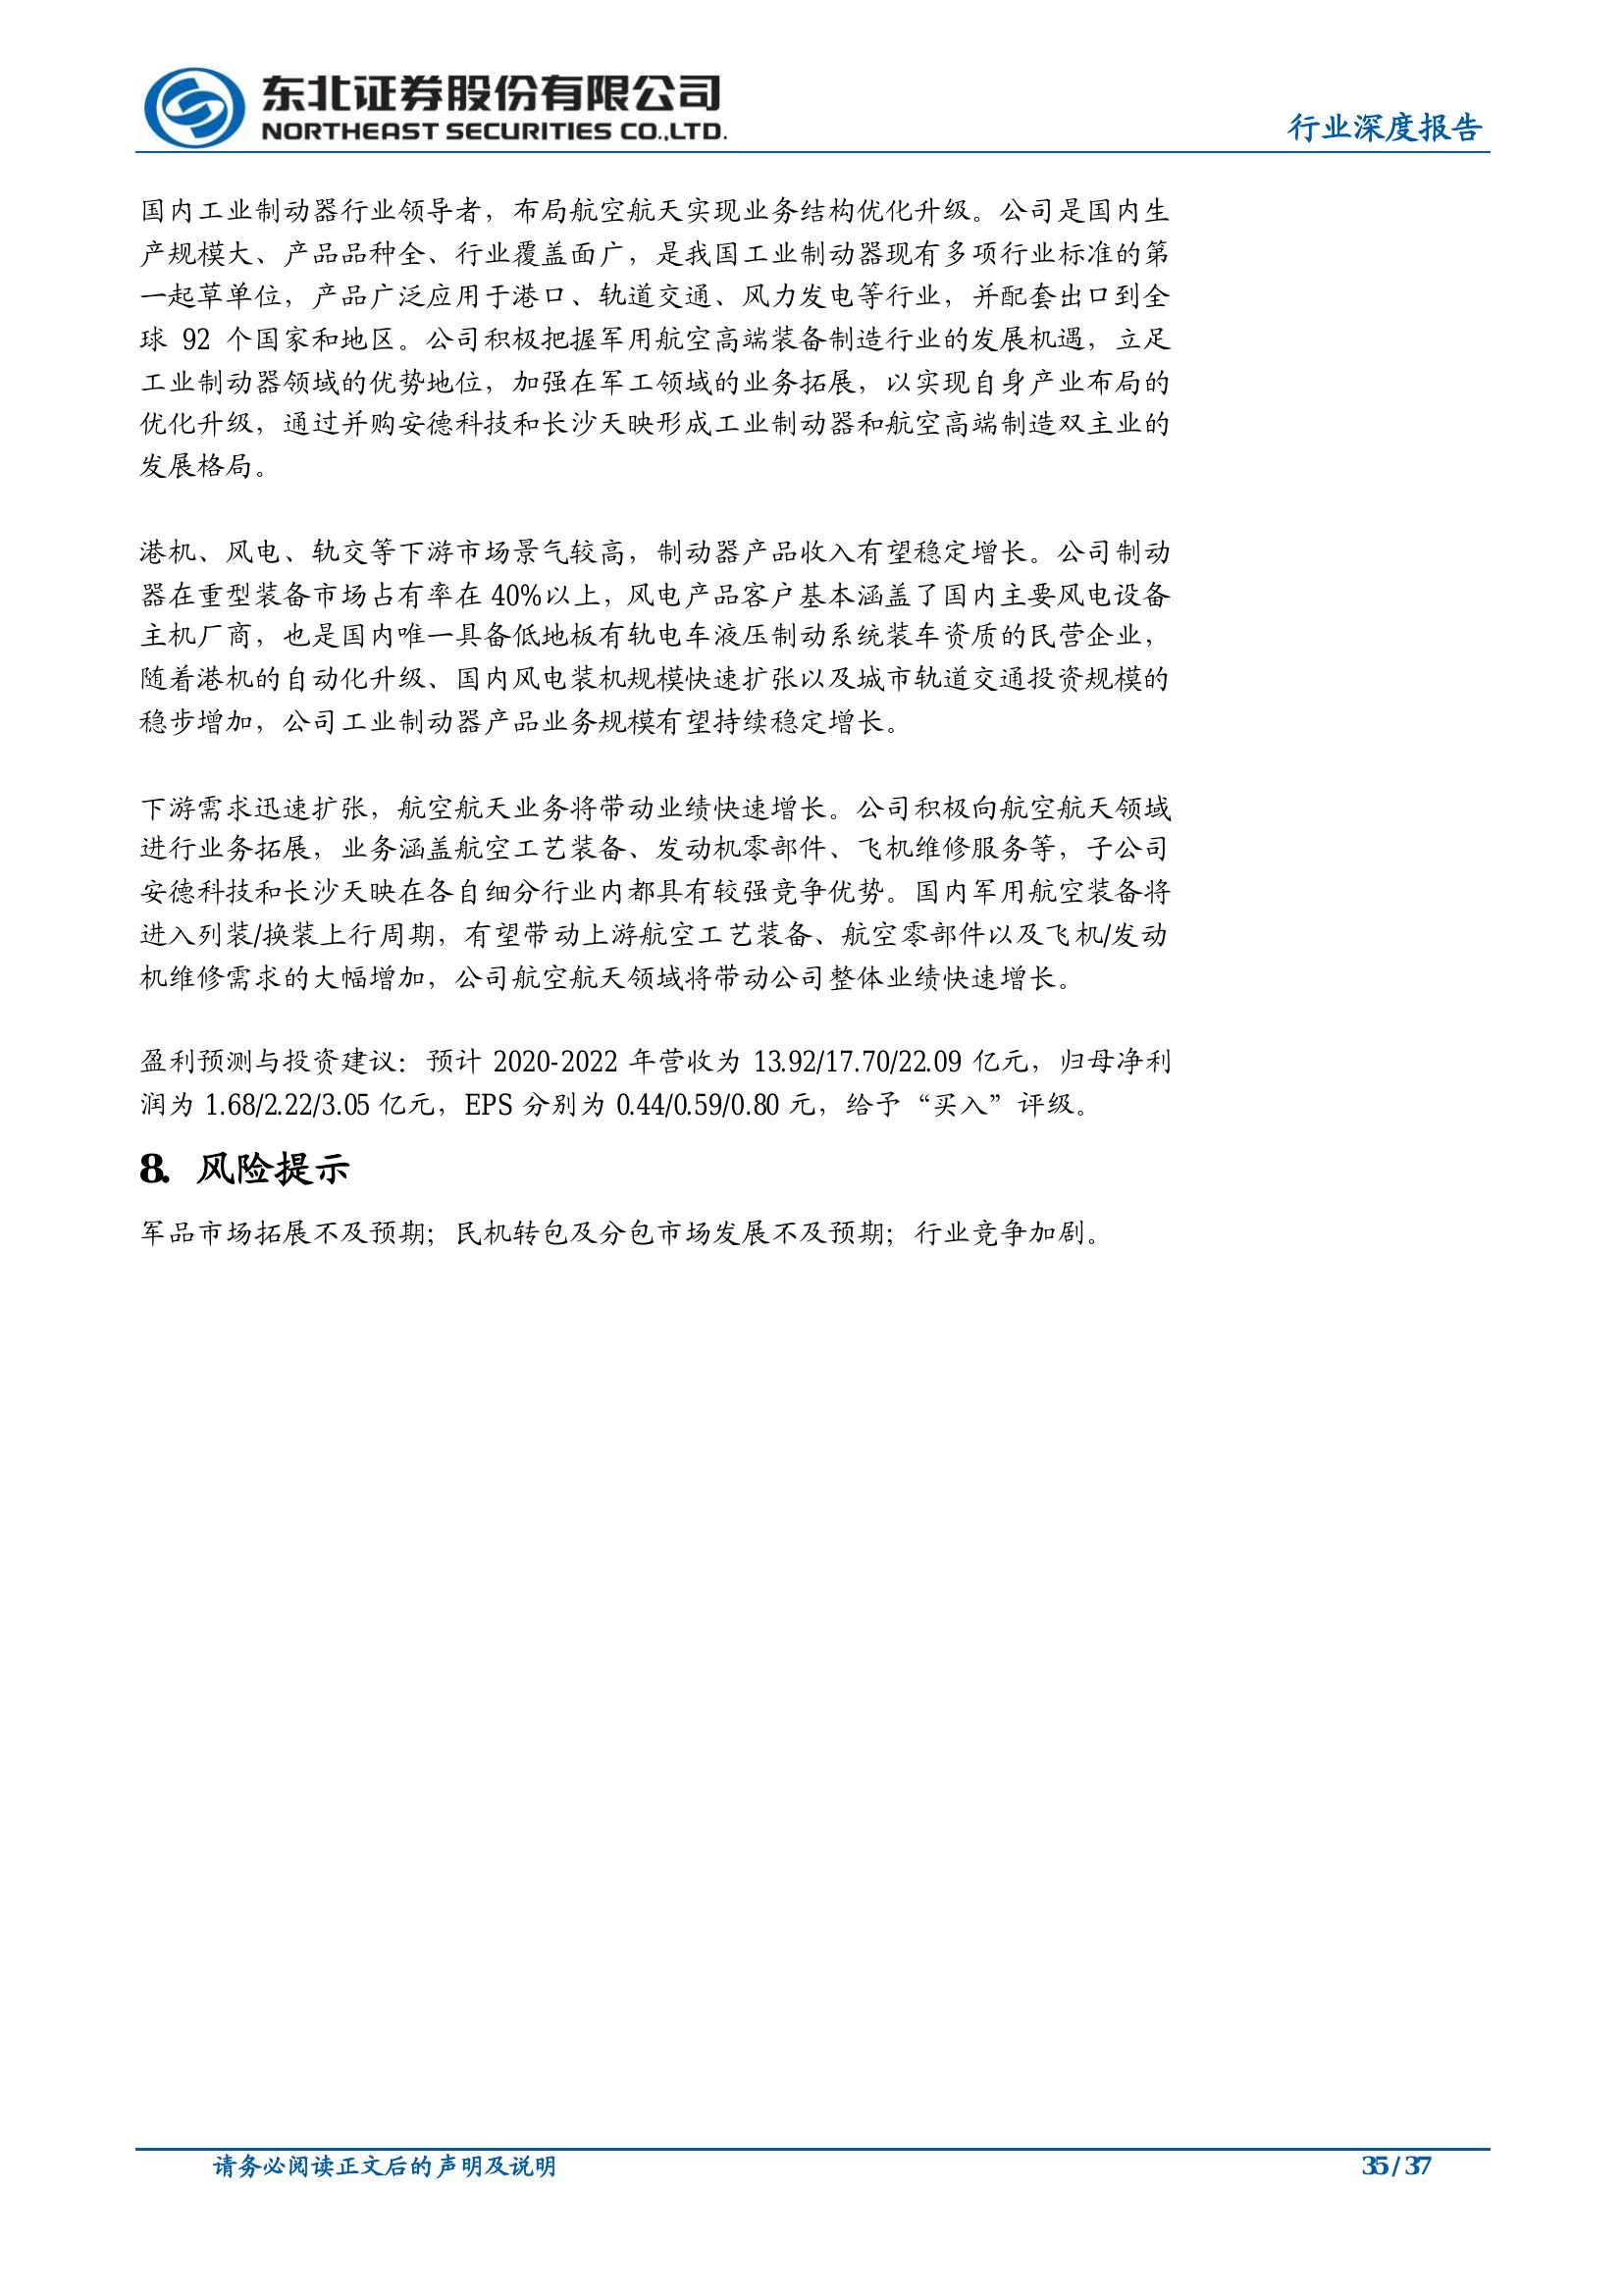 东北证券股份有限公司
NORTHEAST SECURITIES CO.,LTD.
行业深度报告
国内工业制动器行业领导者，布局航空航天实现业务结构优化升级。公司是国内生
产规模大、产品品种全、行业覆盖面广，是我国工业制动器现有多项行业标准的第
一起草单位，产品广泛应用于港口、轨道交通、风力发电等行业，并配套出口到全
球 92 个国家和地区。公司积极把握军用航空高端装备制造行业的发展机遇，立足
工业制动器领域的优势地位，加强在军工领域的业务拓展，以实现自身产业布局的
优化升级，通过并购安德科技和长沙天映形成工业制动器和航空高端制造双主业的
发展格局。
港机、风电、轨交等下游市场景气较高，制动器产品收入有望稳定增长。公司制动
器在重型装备市场占有率在 40%以上，风电产品客户基本涵盖了国内主要风电设备
主机厂商，也是国内唯一具备低地板有轨电车液压制动系统装车资质的民营企业，
随着港机的自动化升级、国内风电装机规模快速扩张以及城市轨道交通投资规模的
稳步增加，公司工业制动器产品业务规模有望持续稳定增长。
下游需求迅速扩张，航空航天业务将带动业绩快速增长。公司积极向航空航天领域
进行业务拓展，业务涵盖航空工艺装备、发动机零部件、飞机维修服务等，子公司
安德科技和长沙天映在各自细分行业内都具有较强竞争优势。国内军用航空装备将
进入列装/换装上行周期，有望带动上游航空工艺装备、航空零部件以及飞机/发动
机维修需求的大幅增加，公司航空航天领域将带动公司整体业绩快速增长。
盈利预测与投资建议：预计 2020-2022 年营收为 13.92/17.70/22.09 亿元，归母净利
润为 1.68/2.22/3.05 亿元，EPS 分别为 0.44/0.59/0.80 元，给予“买入”评级。
8. 风险提示
军品市场拓展不及预期；民机转包及分包市场发展不及预期；行业竞争加剧。
请务必阅读正文后的声明及说明
35 / 37